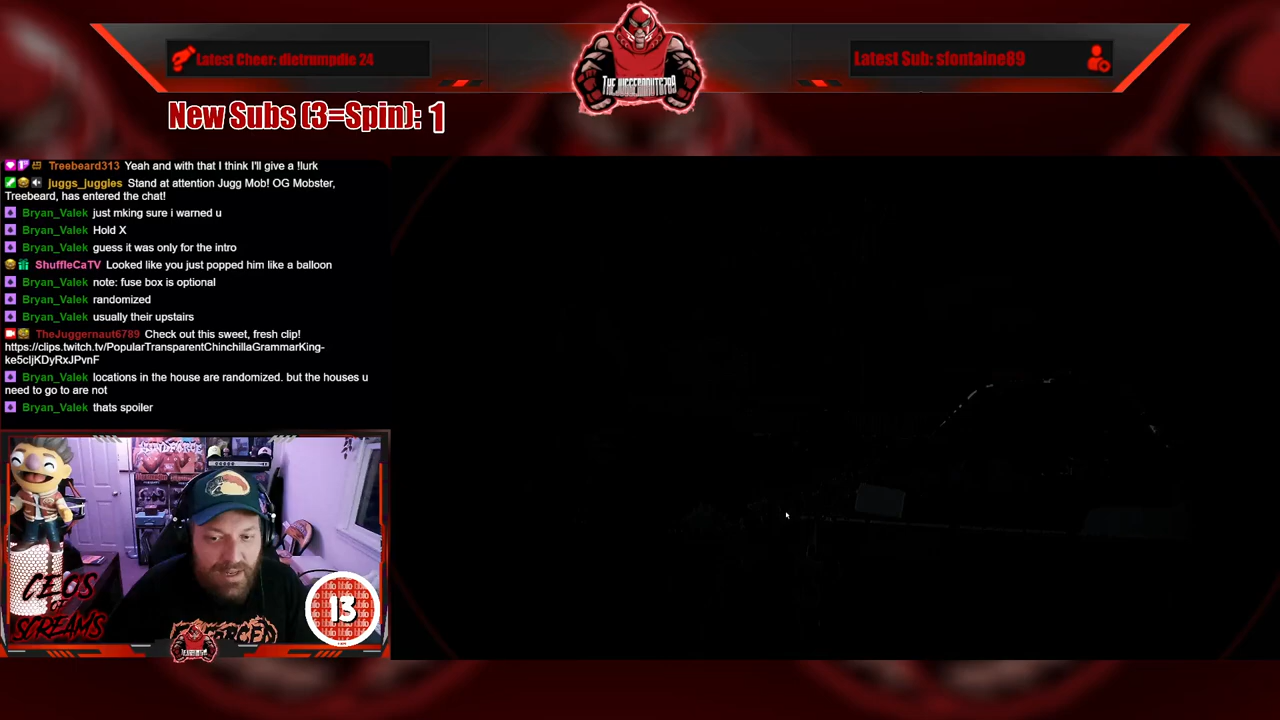 Latest Cheer: dietrumpdie 24
THEJUGGERNAUT6789
Latest Sub: sfontaine89
New Subs (3=Spin): 1
Treebeard313 Yeah and with that I think I'll give a !lurk
juggs_juggles Stand at attention Jugg Mob! OG Mobster,
Treebeard, has entered the chat!
Bryan_Valek just mking sure i warned u
Bryan_Valek Hold X
Bryan_Valek guess it was only for the intro
ShuffleCaTV Looked like you just popped him like a balloon
Bryan_Valek note: fuse box is optional
Bryan_Valek randomized
Bryan_Valek usually their upstairs
TheJuggernaut6789 Check out this sweet, fresh clip!
https://clips.twitch.tv/PopularTransparentChinchillaGrammarKing-
ke5cIjKDyRxJPvnF
Bryan_Valek locations in the house are randomized. but the houses u
need to go to are not
Bryan_Valek thats spoiler
CEO'S
OF
SCREAMS
13